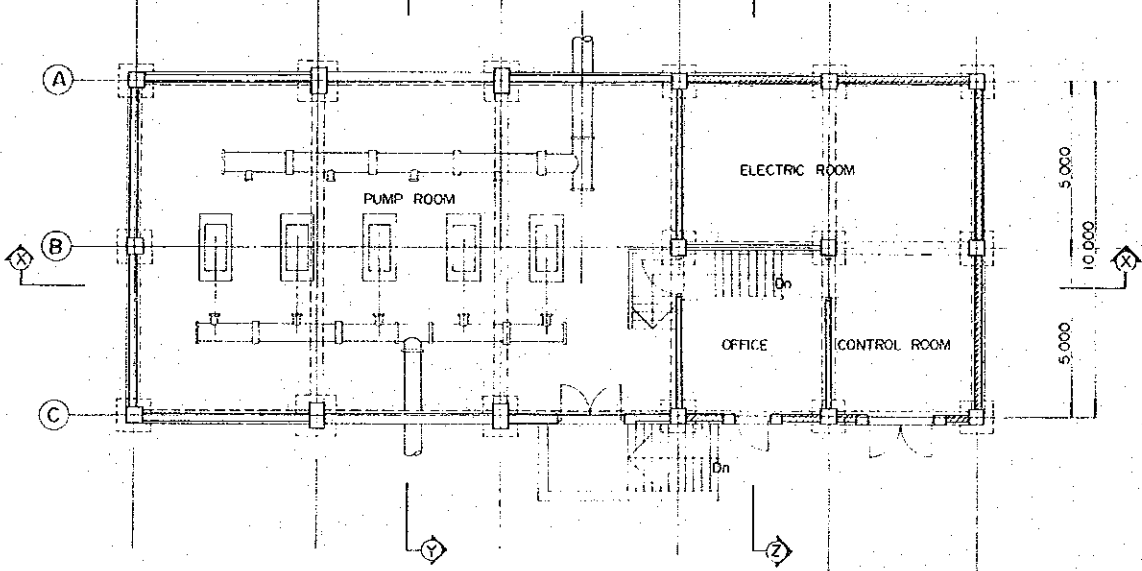 A
ELECTRIC ROOM
5,000
PUMP ROOM
B
10,000
X
X
Dn
OFFICE
CONTROL ROOM
5,000
C
Dn
Y
Z